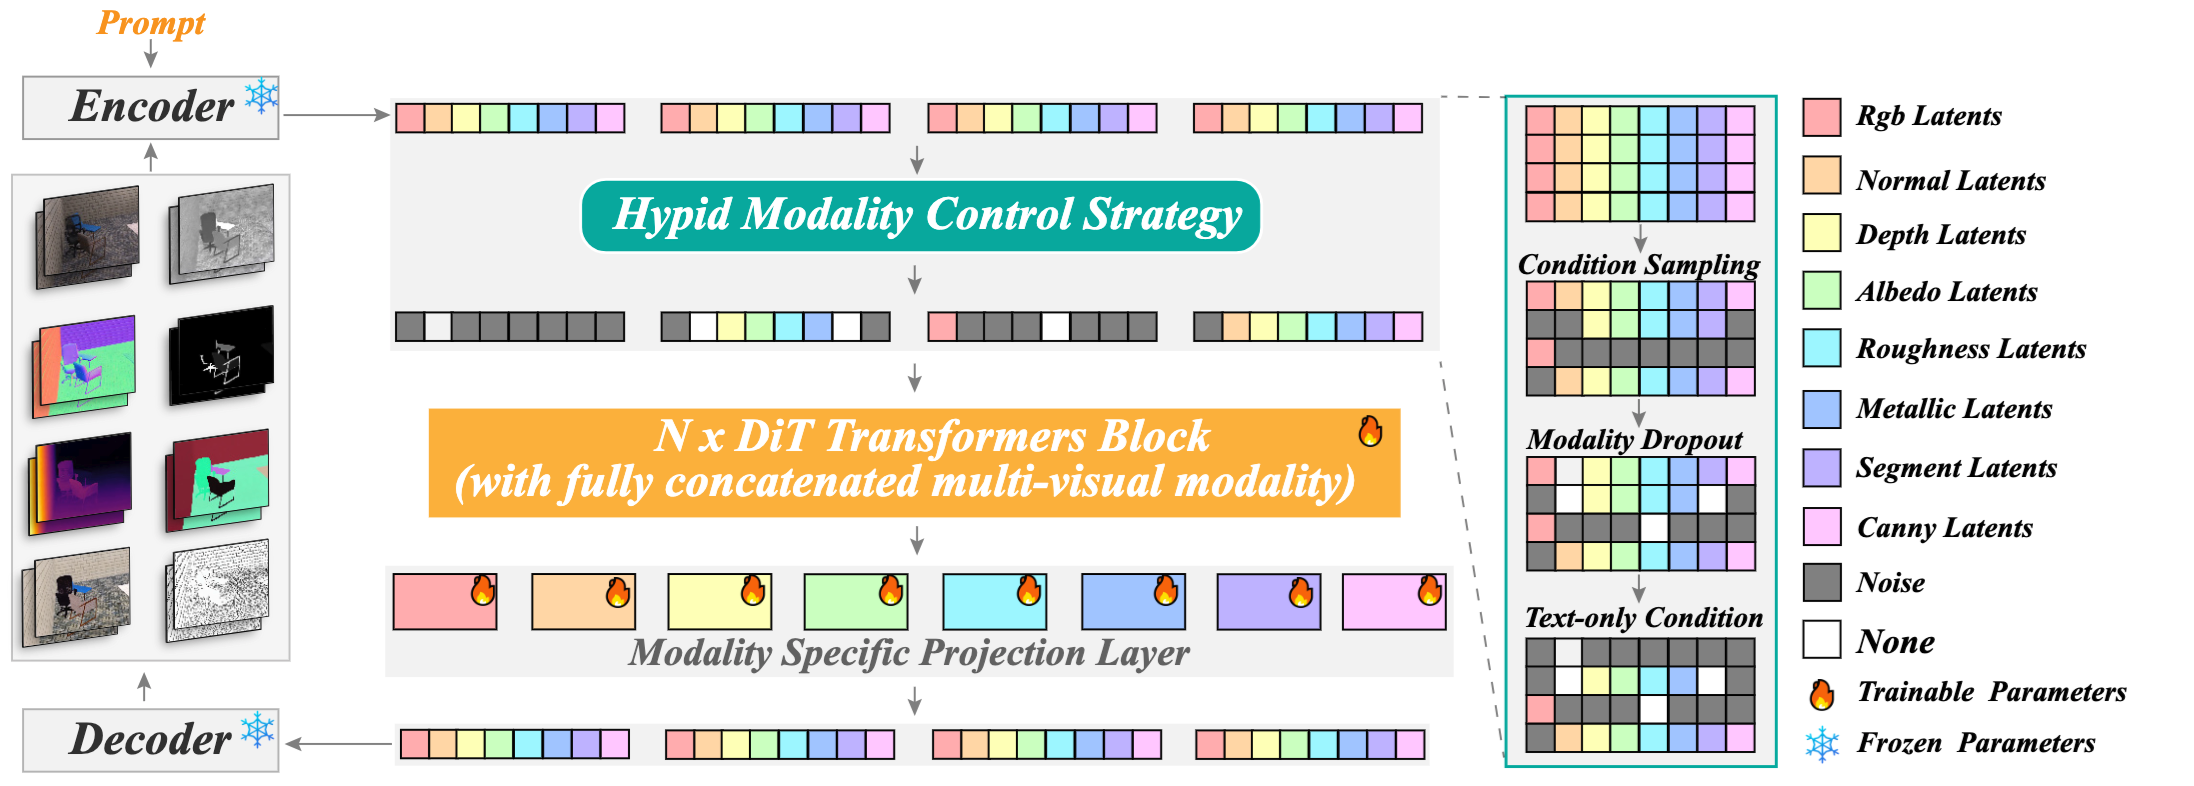 Prompt
Encoder
Hypid Modality Control Strategy
N x DiT Transformers Block
(with fully concatenated multi-visual modality)
Modality Specific Projection Layer
Decoder
Condition Sampling
Modality Dropout
Text-only Condition
Rgb Latents
Normal Latents
Depth Latents
Albedo Latents
Roughness Latents
Metallic Latents
Segment Latents
Canny Latents
Noise
None
Trainable Parameters
Frozen Parameters